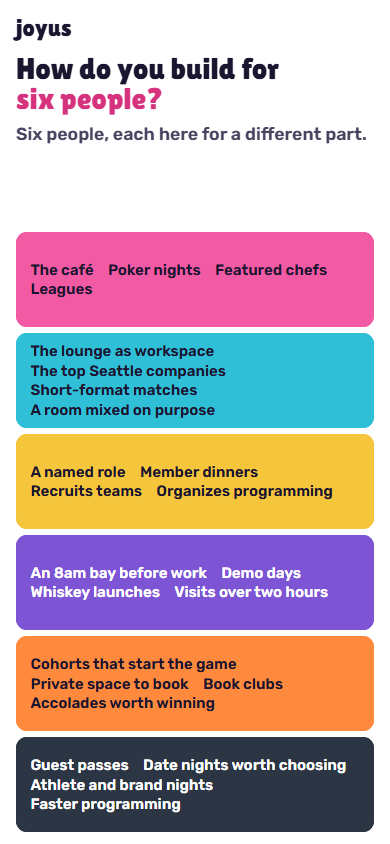 joyus
How do you build for
six people?
Six people, each here for a different part.
The café Poker nights Featured chefs
Leagues
The lounge as workspace
The top Seattle companies
Short-format matches
A room mixed on purpose
A named role Member dinners
Recruits teams Organizes programming
An 8am bay before work Demo days
Whiskey launches Visits over two hours
Cohorts that start the game
Private space to book Book clubs
Accolades worth winning
Guest passes Date nights worth choosing
Athlete and brand nights
Faster programming